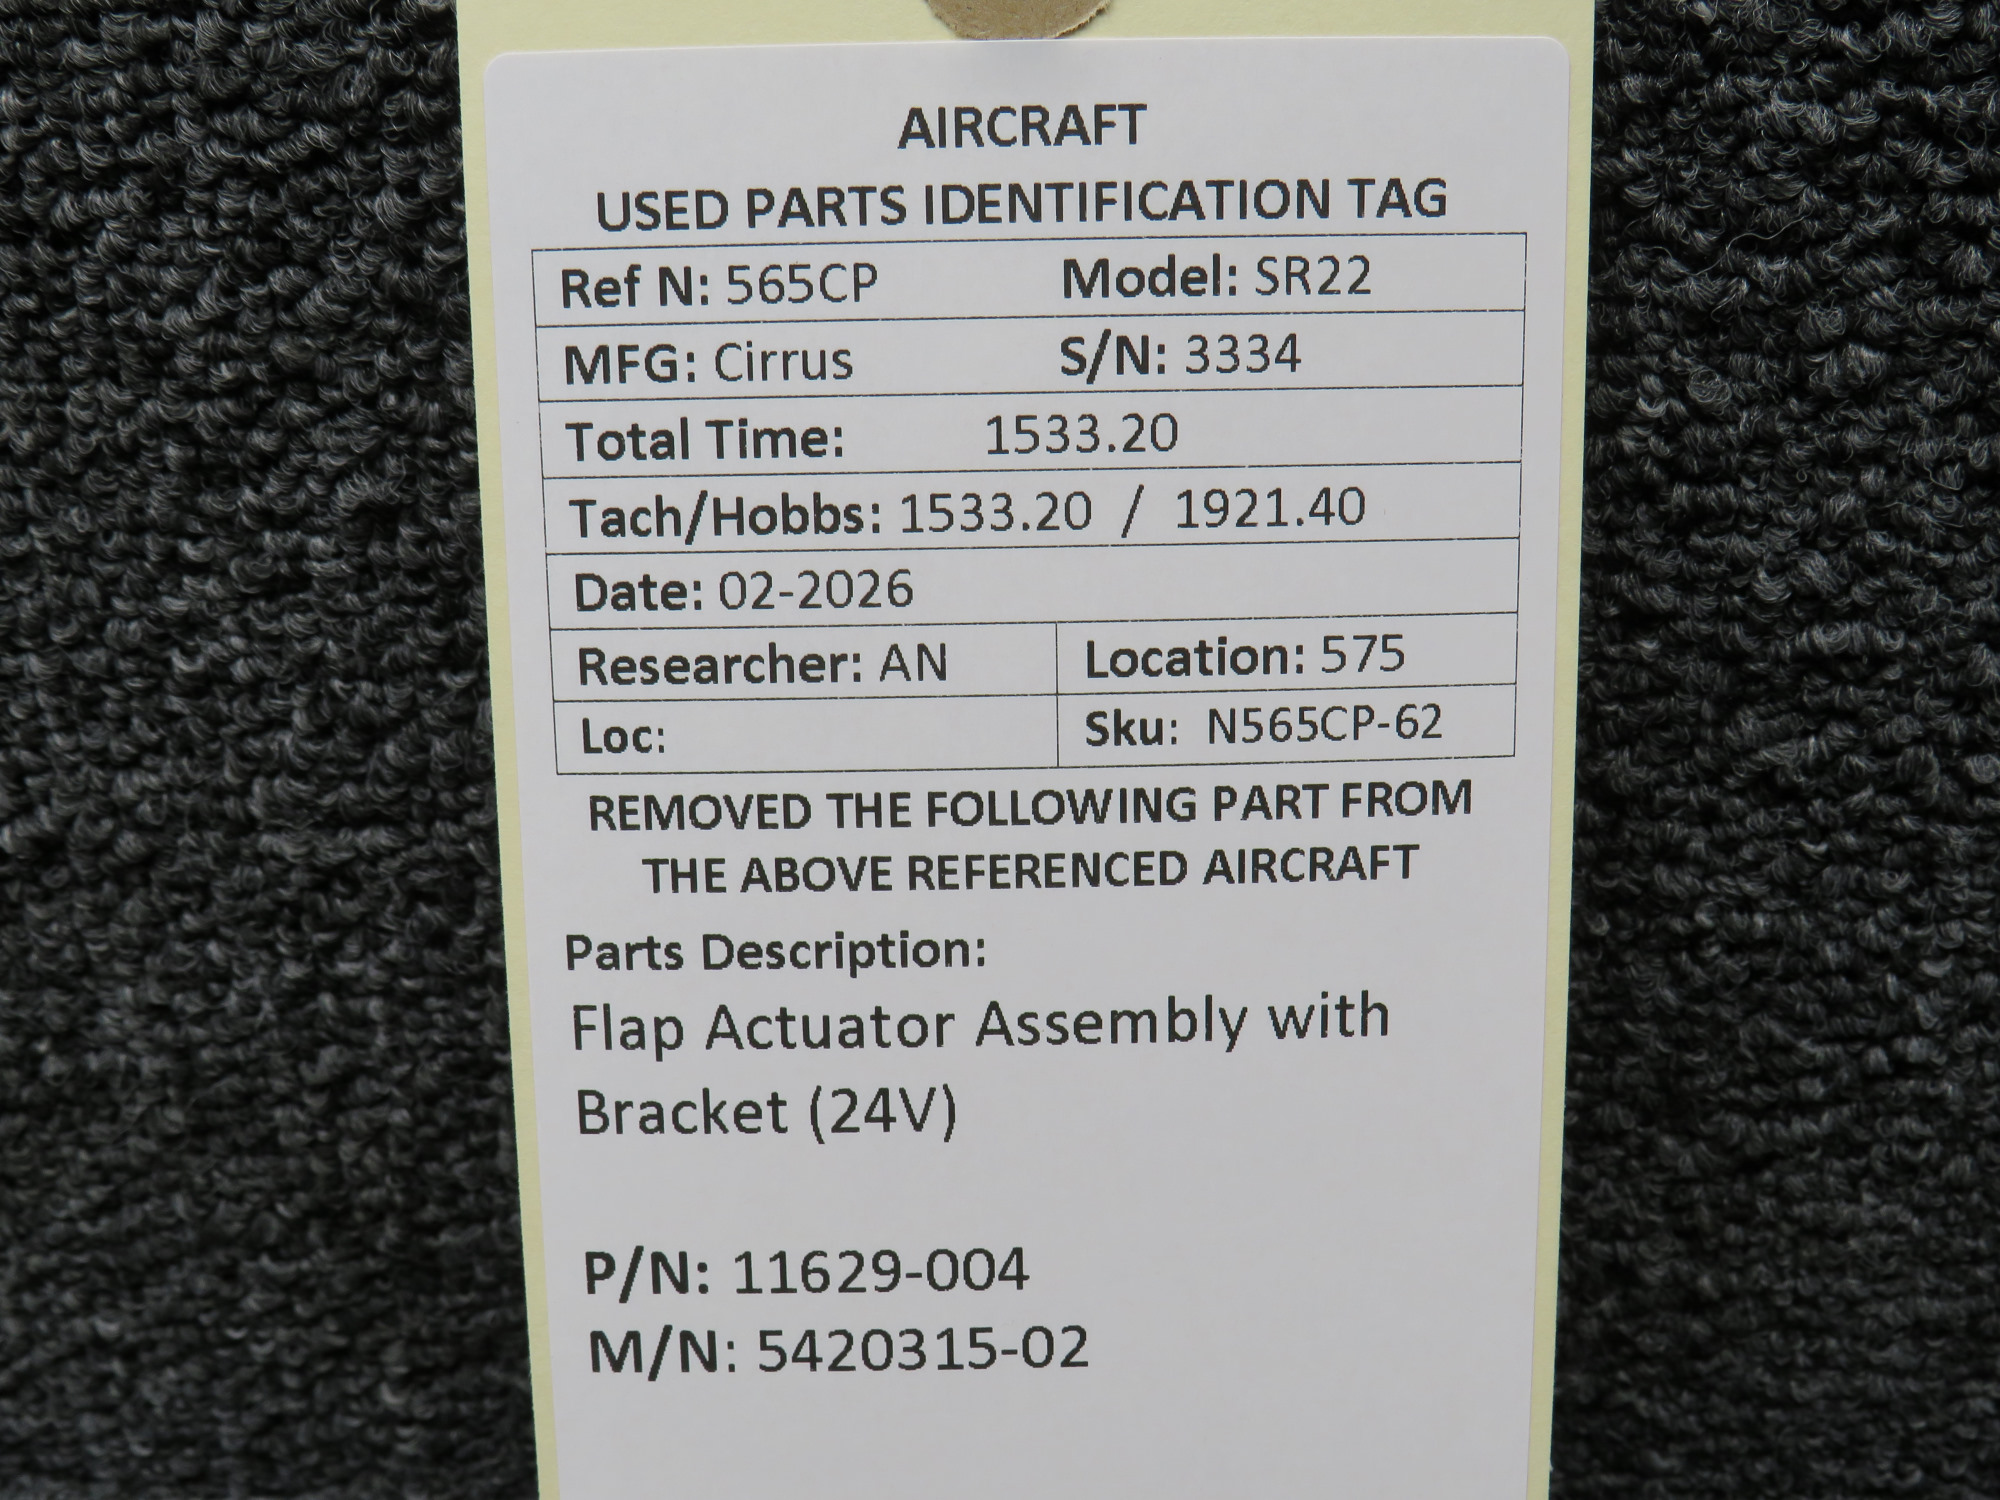 AIRCRAFT
USED PARTS IDENTIFICATION TAG
Ref N: 565CP Model: SR22
MFG: Cirrus S/N: 3334
Total Time: 1533.20
Tach/Hobbs: 1533.20 / 1921.40
Date: 02-2026
Researcher: AN Location: 575
Loc: Sku: N565CP-62
REMOVED THE FOLLOWING PART FROM
THE ABOVE REFERENCED AIRCRAFT
Parts Description:
Flap Actuator Assembly with
Bracket (24V)
P/N: 11629-004
M/N: 5420315-02